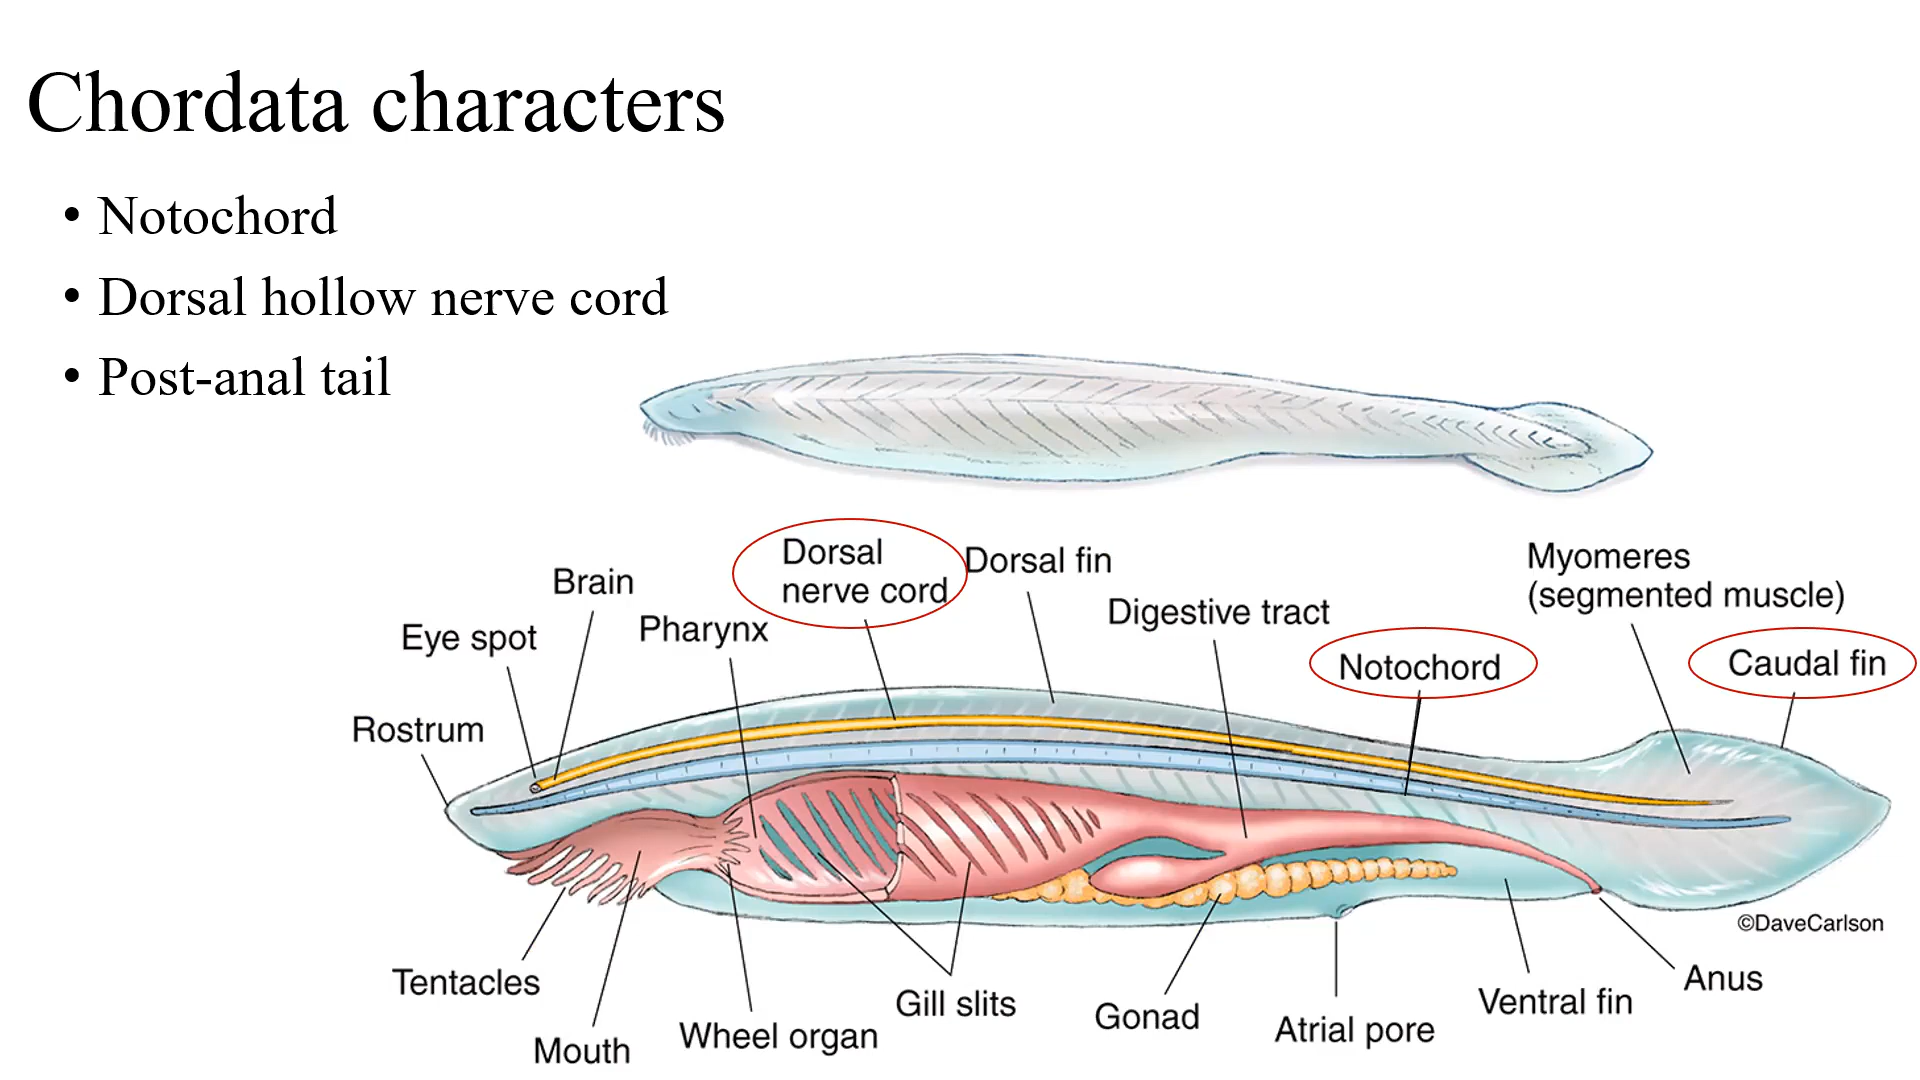 Chordata characters
• Notochord
• Dorsal hollow nerve cord
• Post-anal tail
Dorsal
nerve cord
Dorsal fin
Myomeres
(segmented muscle)
Brain
Digestive tract
Eye spot
Pharynx
Notochord
Caudal fin
Rostrum
©DaveCarlson
Tentacles
Gill slits
Gonad
Ventral fin
Anus
Mouth
Wheel organ
Atrial pore